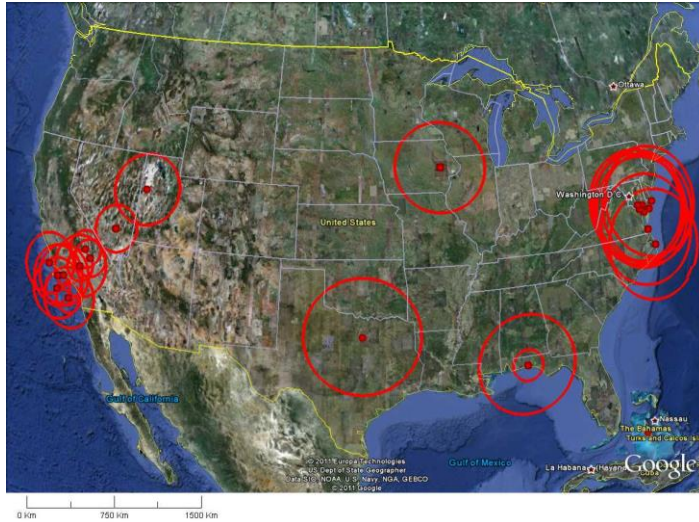 Ottawa
Washington D.C.
United States
Gulf of California
Nassau
The Bahamas
Turks and Caicos Is
Gulf of Mexico
La Habana (Havana)
Cuba
© 2011 Europa Technologies
US Dept of State Geographer
Data SIO, NOAA, U.S. Navy, NGA, GEBCO
© 2011 Google
Google
0 Km 750 Km 1500 Km